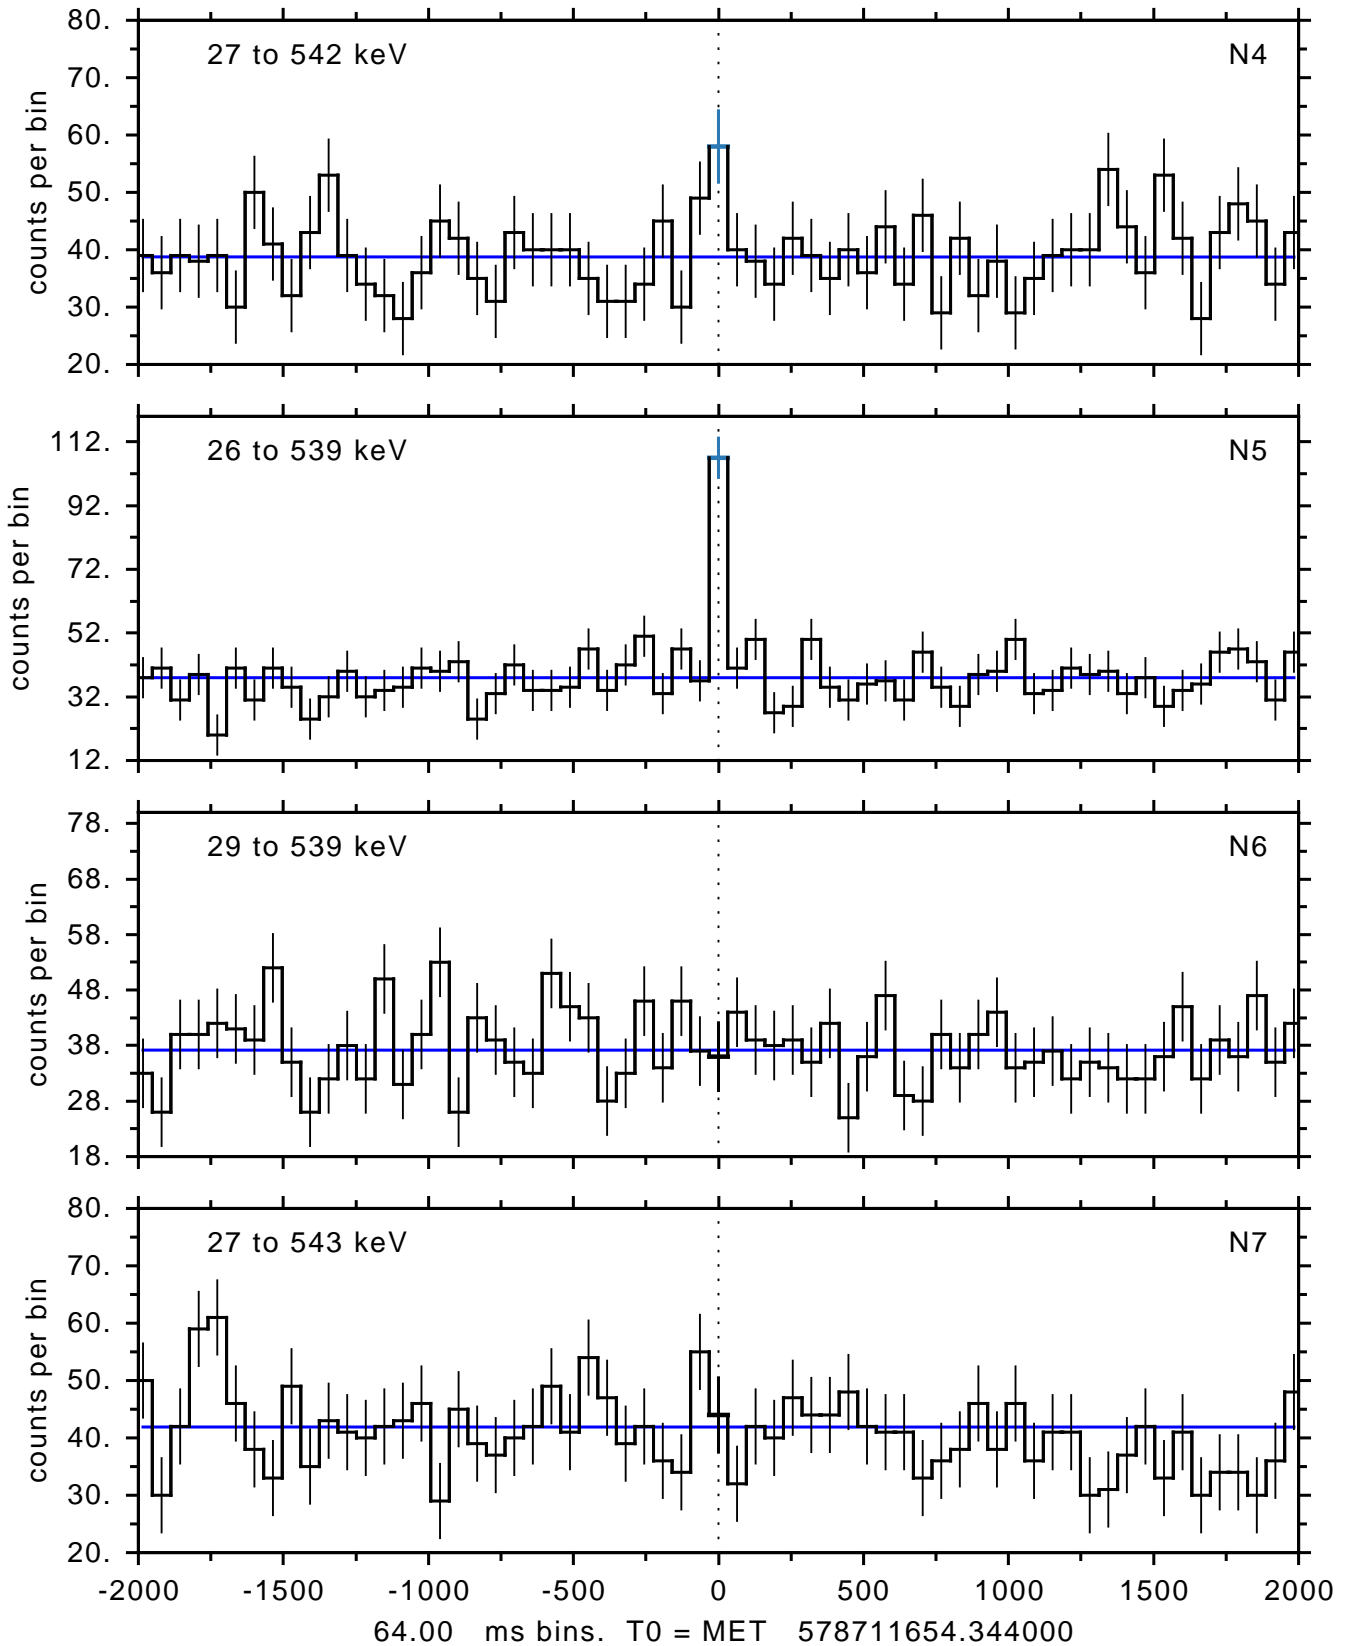 80.
27 to 542 keV N4
70.
60.
50.
40.
30.
20.
counts per bin
112.
26 to 539 keV N5
92.
72.
52.
32.
12.
counts per bin
78.
29 to 539 keV N6
68.
58.
48.
38.
28.
18.
counts per bin
80.
27 to 543 keV N7
70.
60.
50.
40.
30.
20.
counts per bin
-2000 -1500 -1000 -500 0 500 1000 1500 2000
64.00 ms bins. T0 = MET 578711654.344000